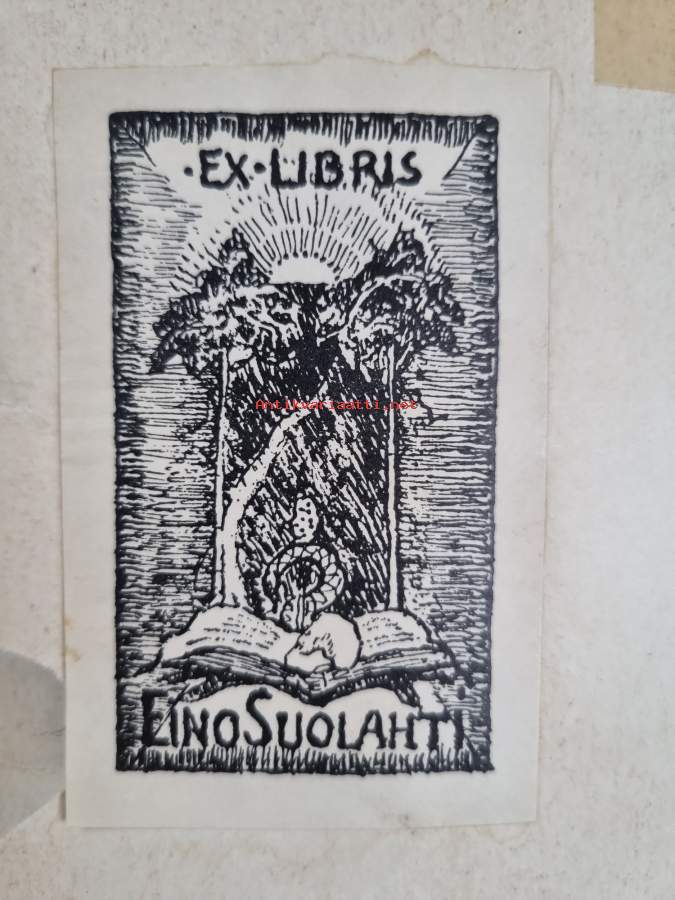 ·EX·LIBRIS
Antikvariaatti.net
EINO SUOLAHTI